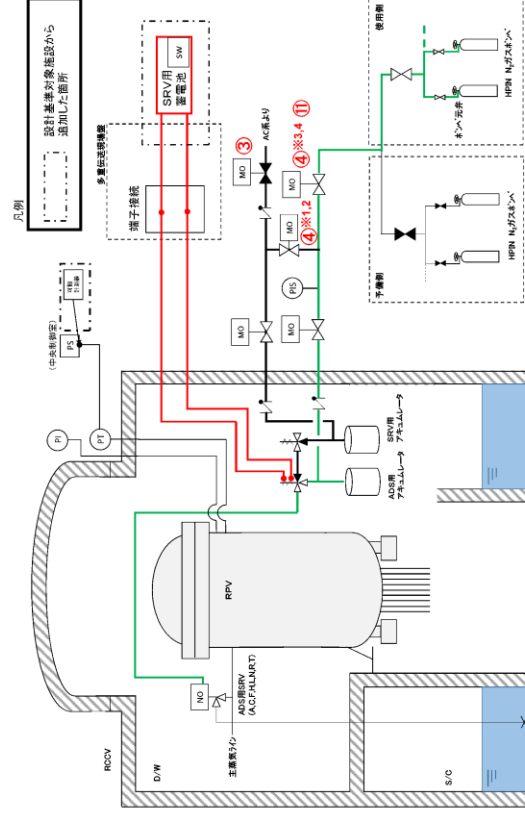 凡例
設計基準対象施設から
追加した箇所
SRV用
蓄電池
SW
多重伝送現場盤
端子接続
(中央制御室)
PS
可搬
計測器
PI
PT
AC系より
MO
③
MO
④※3,4 ⑪
MO
④※1,2
PIS
MO
MO
使用側
ボンベ元弁
HPIN N₂ガスボンベ
予備側
HPIN N₂ガスボンベ
SRV用
アキュムレータ
ADS用
アキュムレータ
RPV
NO
ADS用SRV
(A,C,F,H,L,N,R,T)
主蒸気ライン
RCCV
D/W
S/C